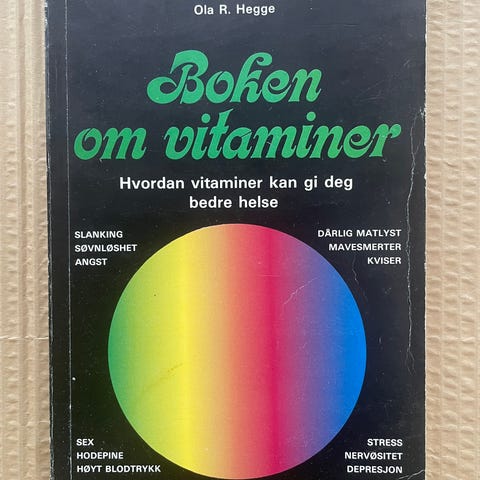 Ola R. Hegge
Boken
om vitaminer
Hvordan vitaminer kan gi deg
bedre helse
SLANKING
SØVNLØSHET
ANGST
DÅRLIG MATLYST
MAVESMERTER
KVISER
SEX
HODEPINE
HØYT BLODTRYKK
STRESS
NERVØSITET
DEPRESJON